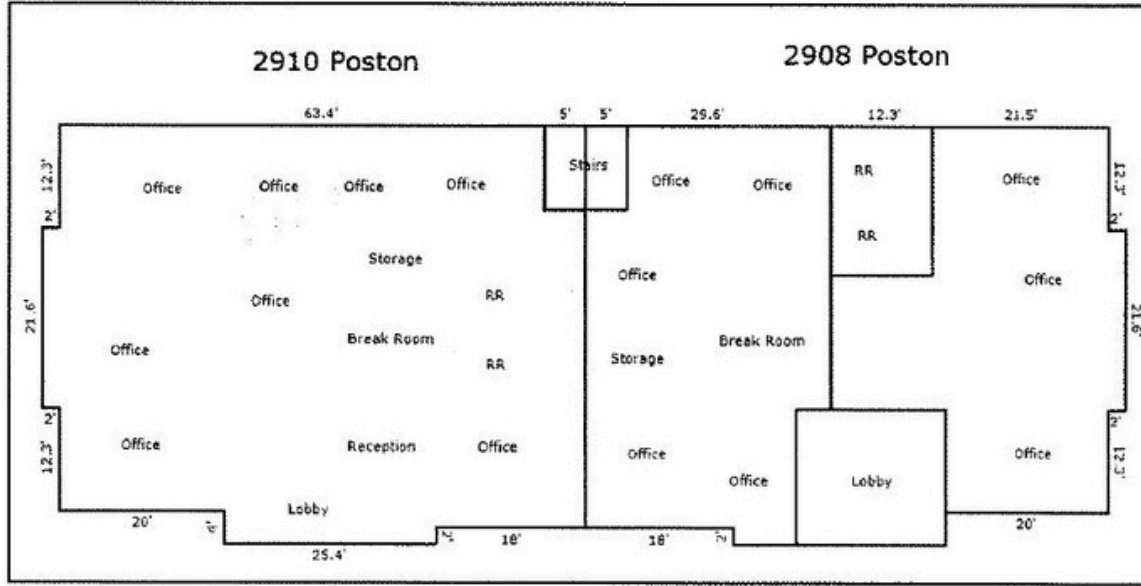 2910 Poston
2908 Poston
63.4'
5'
5'
29.6'
12.3'
21.5'
12.3'
Office
Office
Office
Office
Stairs
Office
Office
RR
Office
12.3'
2'
RR
2'
Storage
Office
Office
Office
RR
21.6'
Office
Break Room
RR
Storage
Break Room
21.6'
2'
2'
12.3'
Office
Reception
Office
Office
Office
Lobby
Office
12.3'
Lobby
20'
4'
25.4'
2'
18'
18'
2'
20'